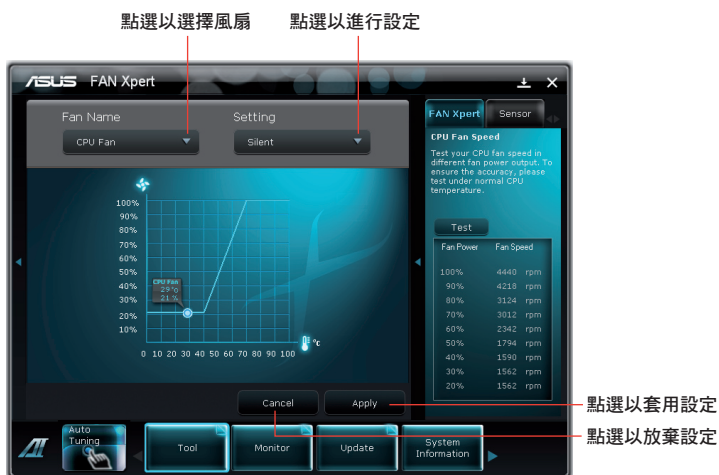 點選以選擇風扇
點選以進行設定
ASUS FAN Xpert
Fan Name
Setting
CPU Fan
Silent
100%
90%
80%
70%
60%
50%
40%
30%
20%
10%
CPU Fan
29°c
21 %
0 10 20 30 40 50 60 70 80 90 100
°c
FAN Xpert
Sensor
CPU Fan Speed
Test your CPU fan speed in
different fan power output. To
ensure the accuracy, please
test under normal CPU
temperature.
Test
Fan Power Fan Speed
100% 4440 rpm
90% 4218 rpm
80% 3124 rpm
70% 3012 rpm
60% 2342 rpm
50% 1794 rpm
40% 1590 rpm
30% 1562 rpm
20% 1562 rpm
Cancel
Apply
點選以套用設定
點選以放棄設定
AI
Auto
Tuning
Tool
Monitor
Update
System
Information